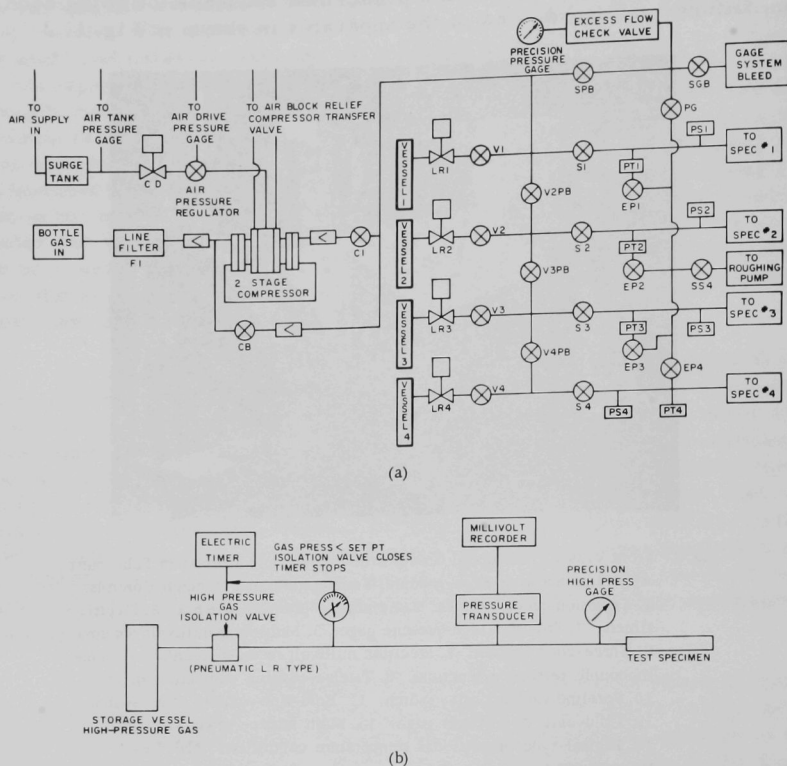 EXCESS FLOW
CHECK VALVE
PRECISION
PRESSURE
GAGE
SPB
SGB
GAGE
SYSTEM
BLEED
PG
TO
AIR SUPPLY
IN
TO
AIR TANK
PRESSURE
GAGE
TO
AIR DRIVE
PRESSURE
GAGE
TO AIR BLOCK RELIEF
COMPRESSOR TRANSFER
VALVE
SURGE
TANK
CD
AIR
PRESSURE
REGULATOR
BOTTLE
GAS
IN
LINE
FILTER
F1
2 STAGE
COMPRESSOR
C1
CB
VESSEL 1
LR1
V1
S1
PT1
EP1
PS1
TO
SPEC #1
V2PB
VESSEL 2
LR2
V2
S2
PT2
EP2
PS2
TO
SPEC #2
SS4
TO
ROUGHING
PUMP
V3PB
VESSEL 3
LR3
V3
S3
PT3
EP3
PS3
TO
SPEC #3
V4PB
EP4
VESSEL 4
LR4
V4
S4
PS4
PT4
TO
SPEC #4
(a)
ELECTRIC
TIMER
GAS PRESS < SET PT
ISOLATION VALVE CLOSES
TIMER STOPS
HIGH PRESSURE
GAS
ISOLATION VALVE
(PNEUMATIC L R TYPE)
STORAGE VESSEL
HIGH-PRESSURE GAS
MILLIVOLT
RECORDER
PRESSURE
TRANSDUCER
PRECISION
HIGH PRESS
GAGE
TEST SPECIMEN
(b)